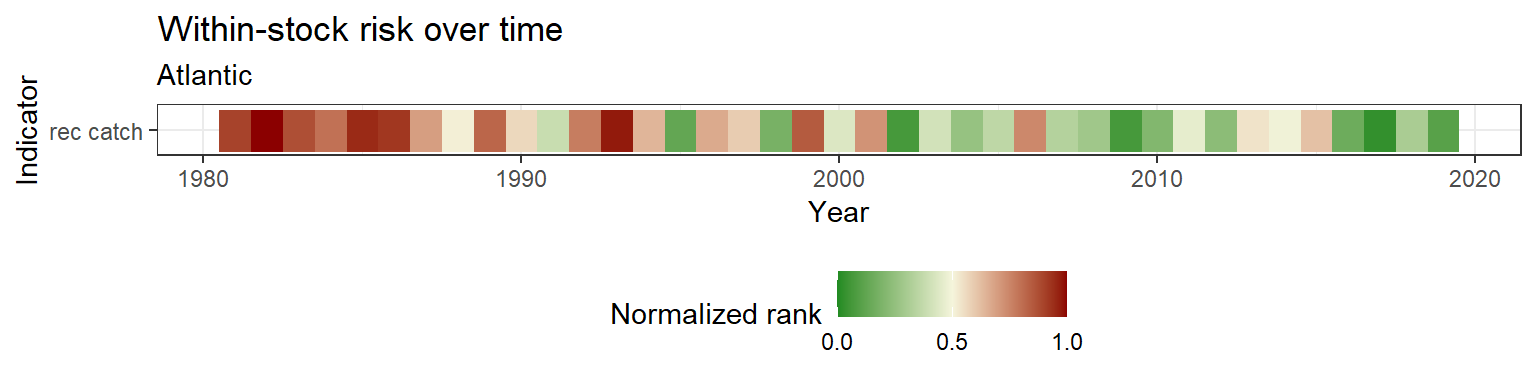 Within-stock risk over time
Atlantic
Indicator
rec catch
1980 1990 2000 2010 2020
Year
Normalized rank
0.0 0.5 1.0